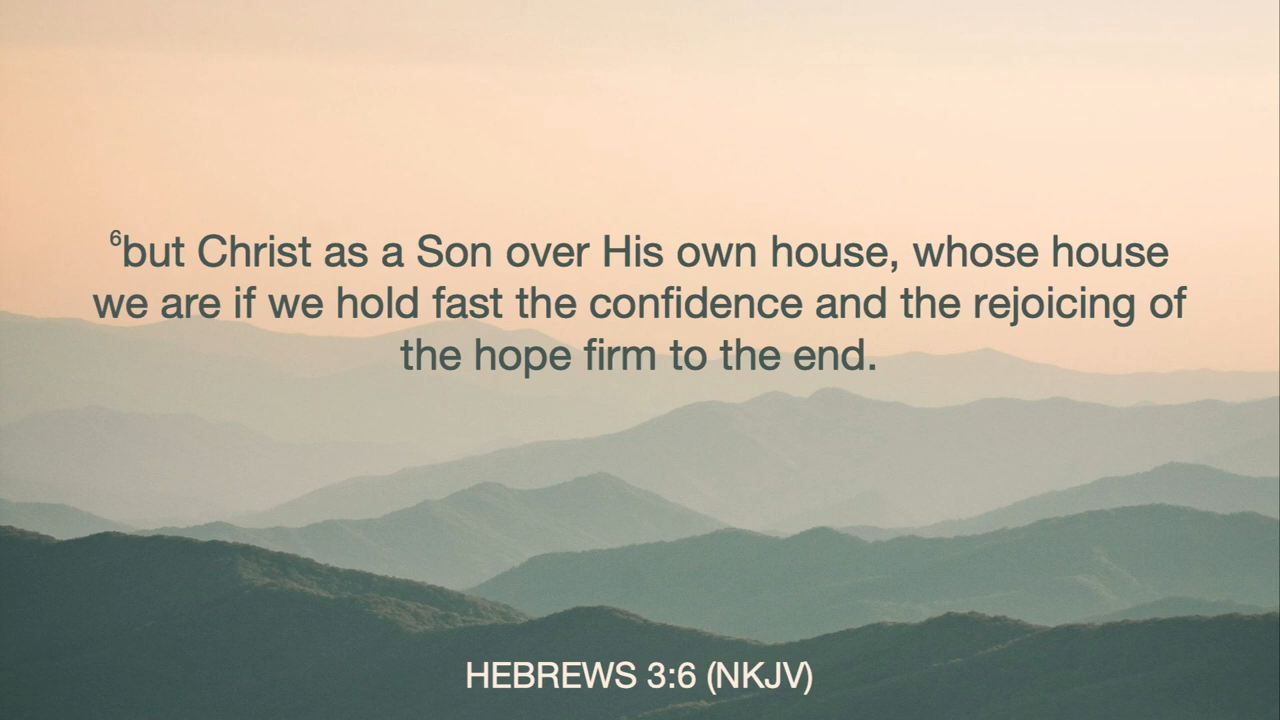 ⁶but Christ as a Son over His own house, whose house
we are if we hold fast the confidence and the rejoicing of
the hope firm to the end.
HEBREWS 3:6 (NKJV)